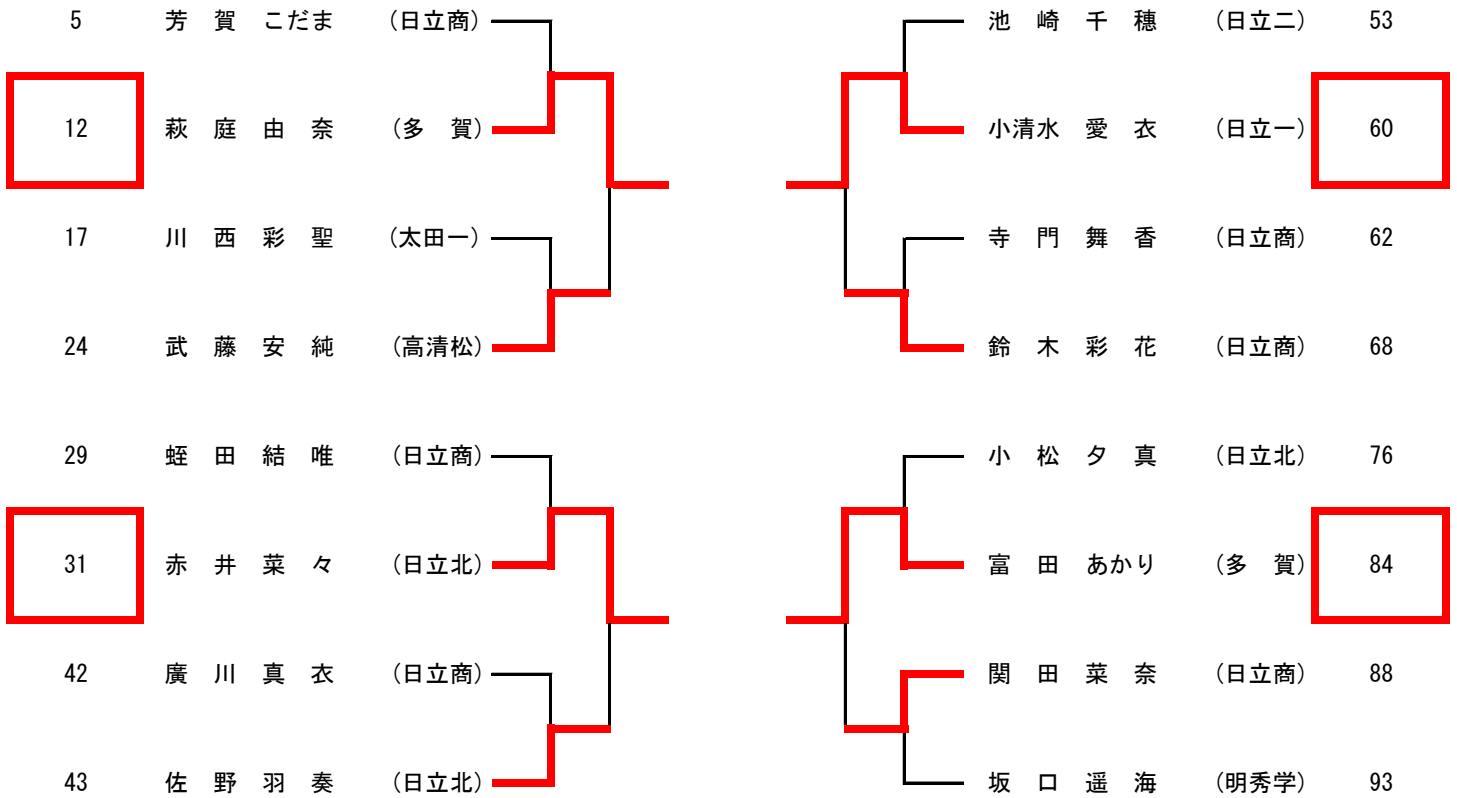 5 芳 賀 こだま (日立商) 池 崎 千 穂 (日立二) 53
12 萩 庭 由 奈 (多 賀) 小清水 愛 衣 (日立一) 60
17 川 西 彩 聖 (太田一) 寺 門 舞 香 (日立商) 62
24 武 藤 安 純 (高清松) 鈴 木 彩 花 (日立商) 68
29 蛭 田 結 唯 (日立商) 小 松 夕 真 (日立北) 76
31 赤 井 菜 々 (日立北) 富 田 あかり (多 賀) 84
42 廣 川 真 衣 (日立商) 関 田 菜 奈 (日立商) 88
43 佐 野 羽 奏 (日立北) 坂 口 遥 海 (明秀学) 93